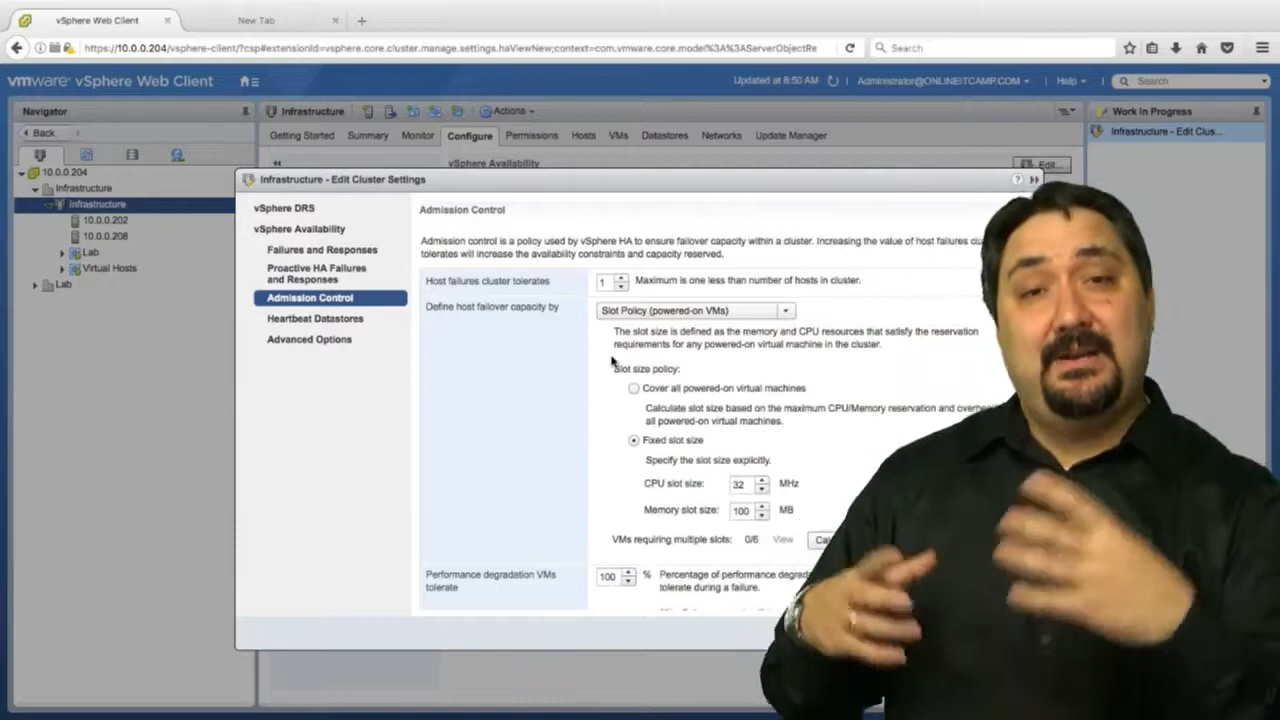 vSphere Web Client
New Tab
https://10.0.0.204/vsphere-client/?csp#extensionId=vsphere.core.cluster.manage.settings.haViewNew;context=com.vmware.core.model%3A%3AServerObjectRe
Search
vmware® vSphere Web Client
Updated at 8:50 AM
Administrator@ONLINEITCAMP.COM
Help
Search
Navigator
Infrastructure
Actions
Work In Progress
Back
Getting Started Summary Monitor Configure Permissions Hosts VMs Datastores Networks Update Manager
Infrastructure - Edit Clus...
vSphere Availability
Edit...
10.0.0.204
Infrastructure
Infrastructure
10.0.0.202
10.0.0.208
Lab
Virtual Hosts
Lab
Infrastructure - Edit Cluster Settings
vSphere DRS
vSphere Availability
Failures and Responses
Proactive HA Failures
and Responses
Admission Control
Heartbeat Datastores
Advanced Options
Admission Control
Admission control is a policy used by vSphere HA to ensure failover capacity within a cluster. Increasing the value of host failures
tolerates will increase the availability constraints and capacity reserved.
Host failures cluster tolerates
1 Maximum is one less than number of hosts in cluster.
Define host failover capacity by
Slot Policy (powered-on VMs)
The slot size is defined as the memory and CPU resources that satisfy the reservation
requirements for any powered-on virtual machine in the cluster.
Slot size policy:
Cover all powered-on virtual machines
Calculate slot size based on the maximum CPU/Memory reservation and
all powered-on virtual machines.
Fixed slot size
Specify the slot size explicitly.
CPU slot size: 32 MHz
Memory slot size: 100 MB
VMs requiring multiple slots: 0/6 View
Performance degradation VMs
tolerate
100 % Percentage of performance
tolerate during a failure.